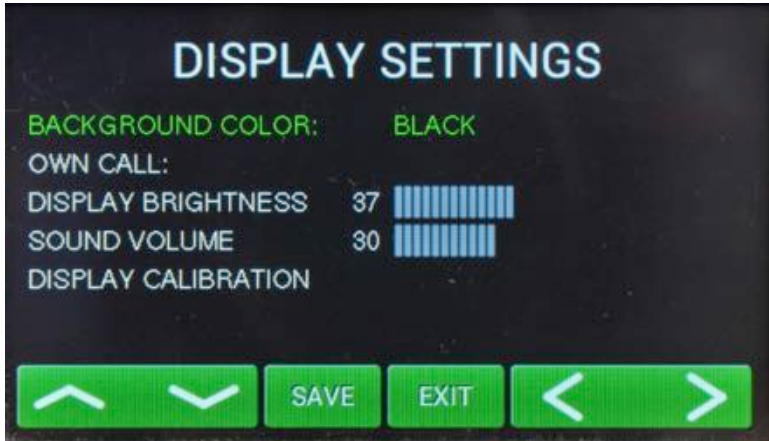 DISPLAY SETTINGS
BACKGROUND COLOR: BLACK
OWN CALL:
DISPLAY BRIGHTNESS 37
SOUND VOLUME 30
DISPLAY CALIBRATION
SAVE EXIT